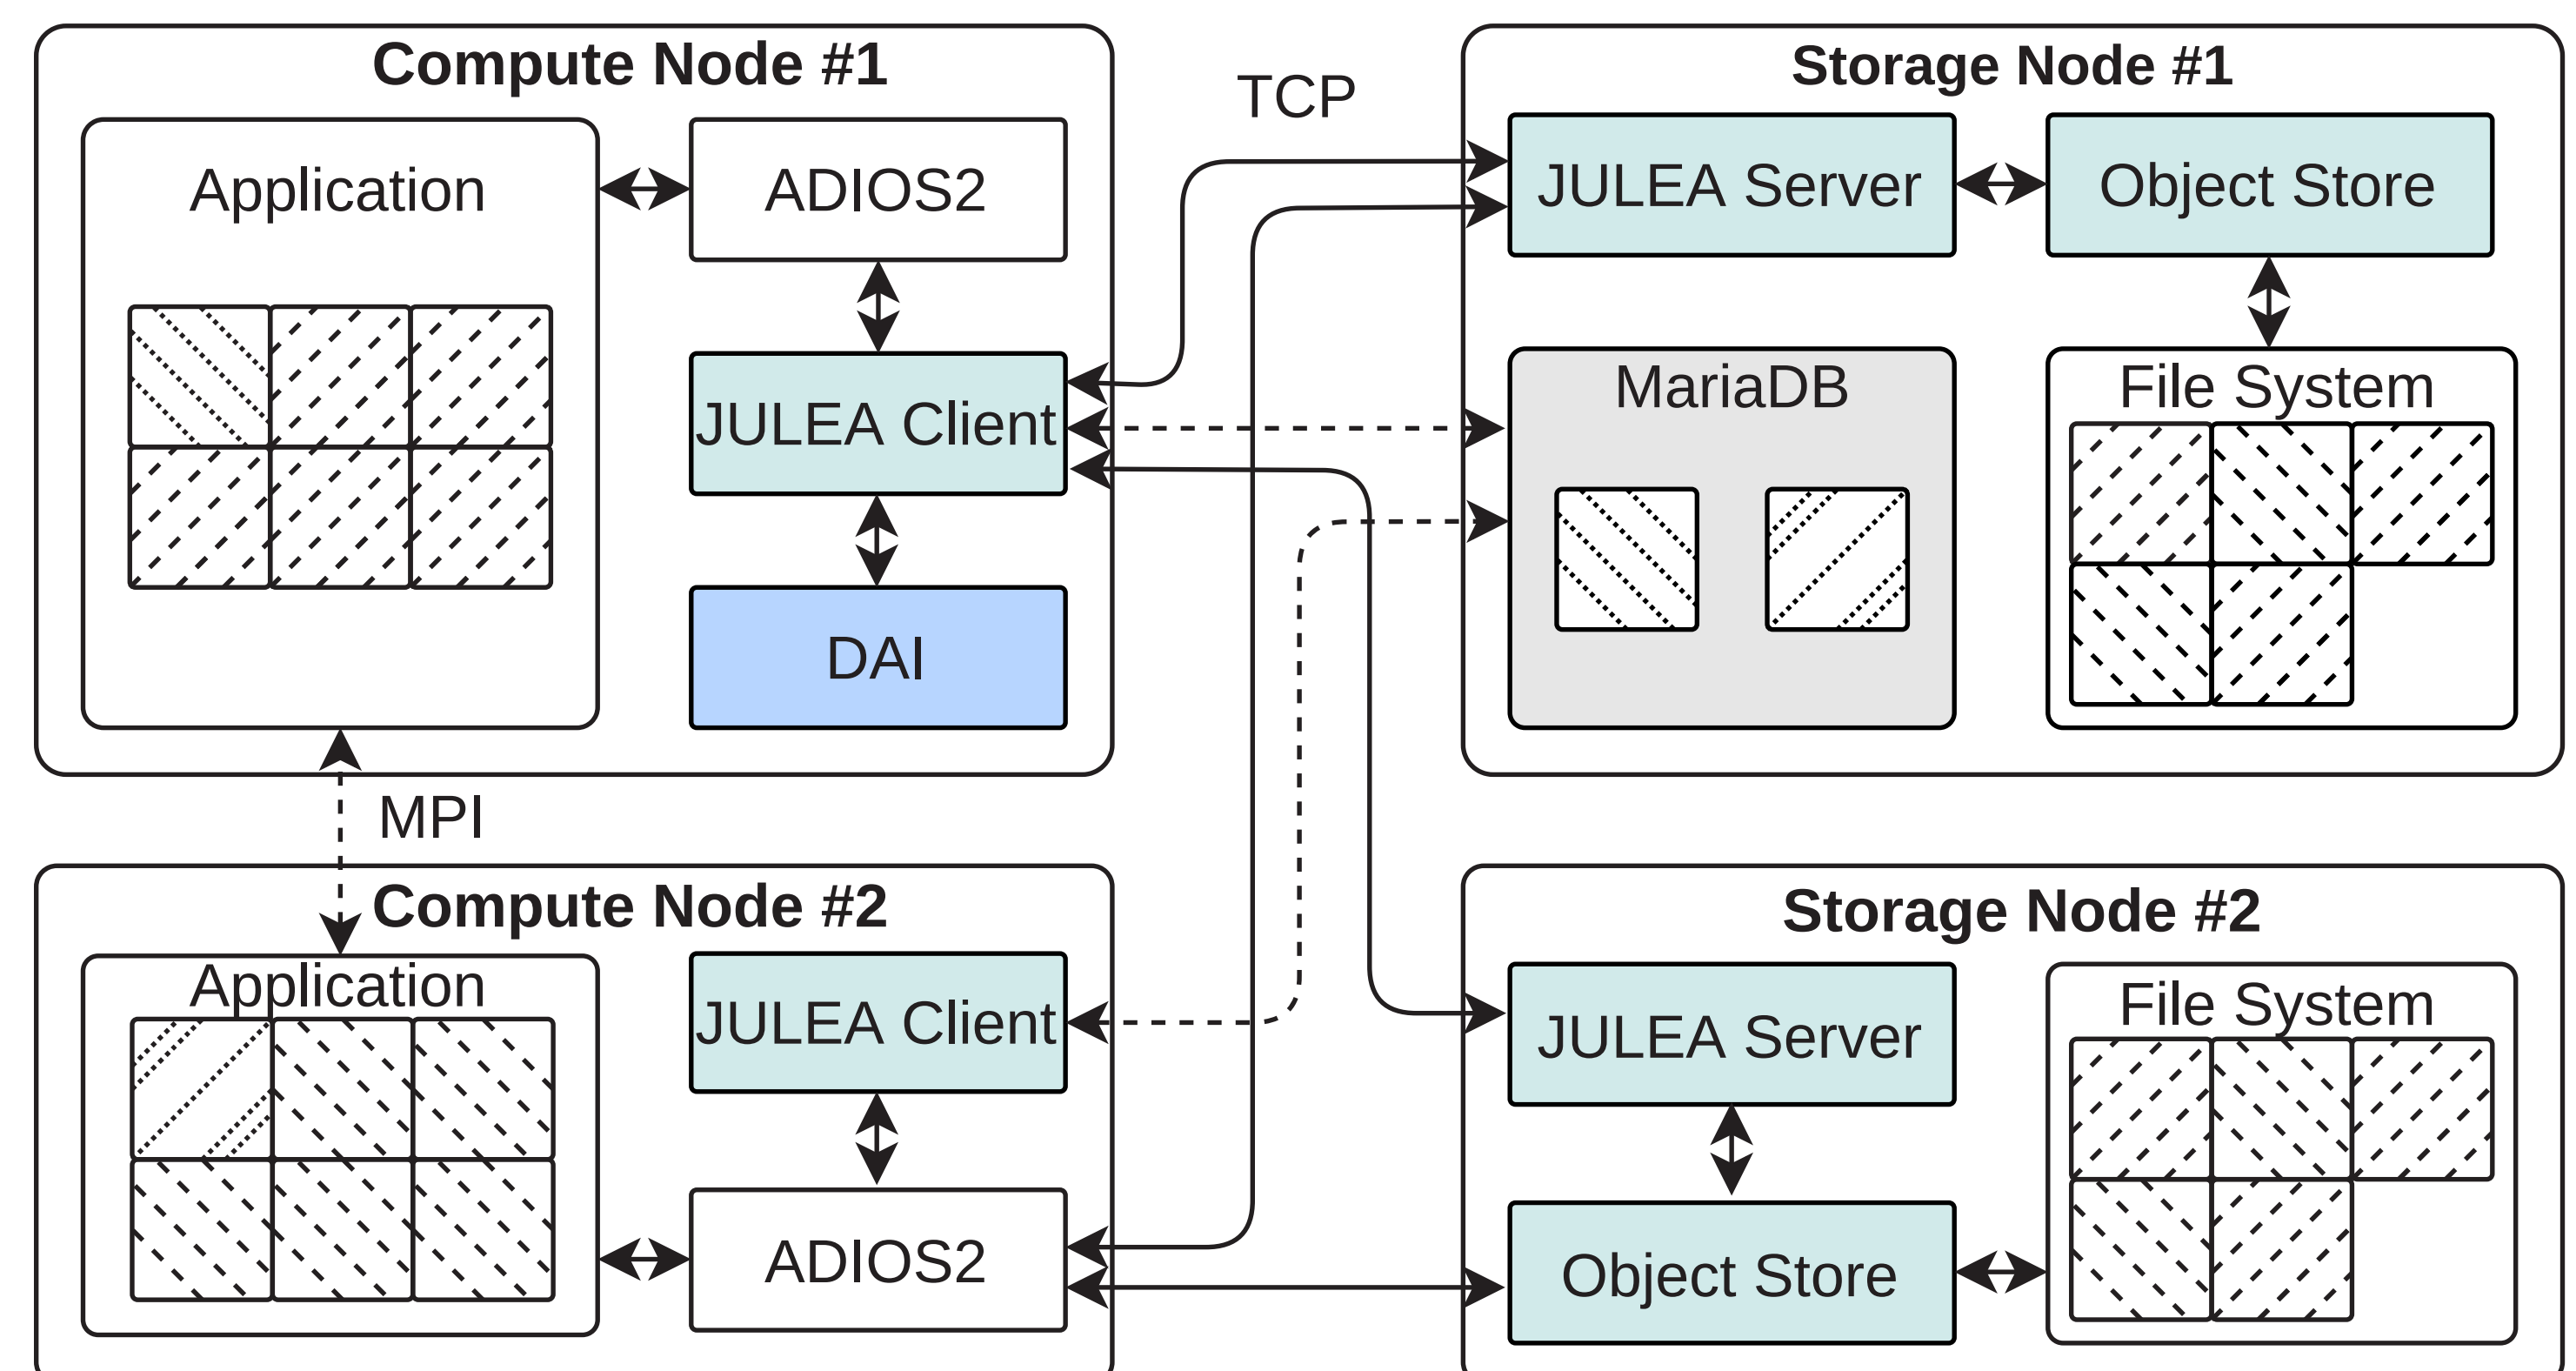 Compute Node #1
Application
ADIOS2
JULEA Client
DAI
TCP
Storage Node #1
JULEA Server
Object Store
MariaDB
File System
MPI
Compute Node #2
Application
JULEA Client
ADIOS2
Storage Node #2
JULEA Server
File System
Object Store